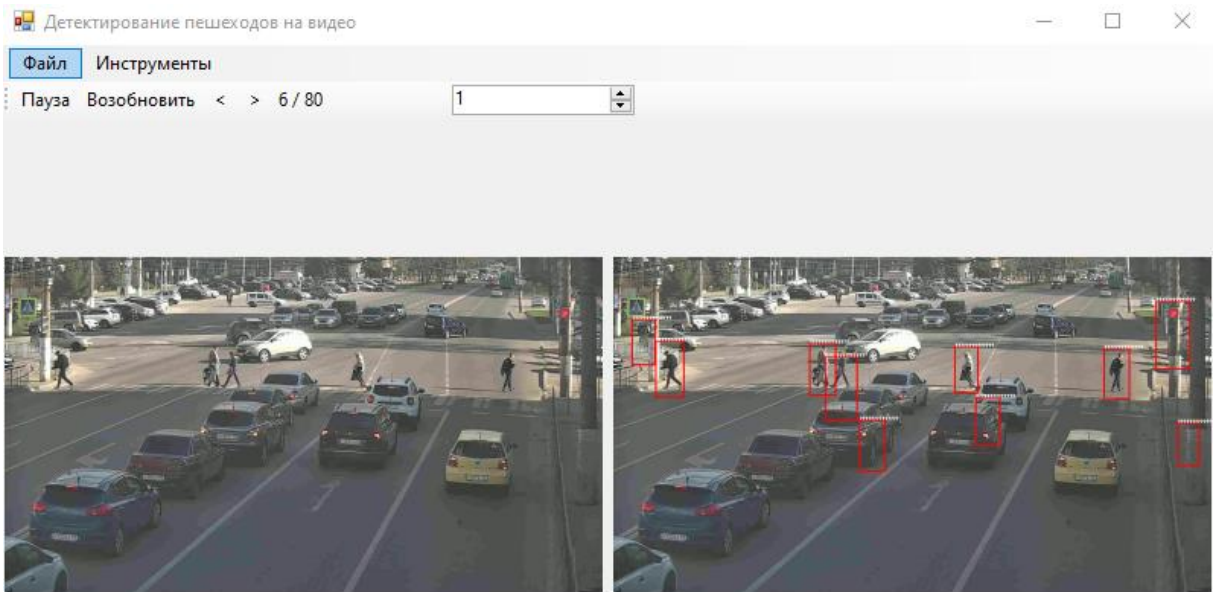 Детектирование пешеходов на видео
Файл Инструменты
Пауза Возобновить < > 6 / 80 1